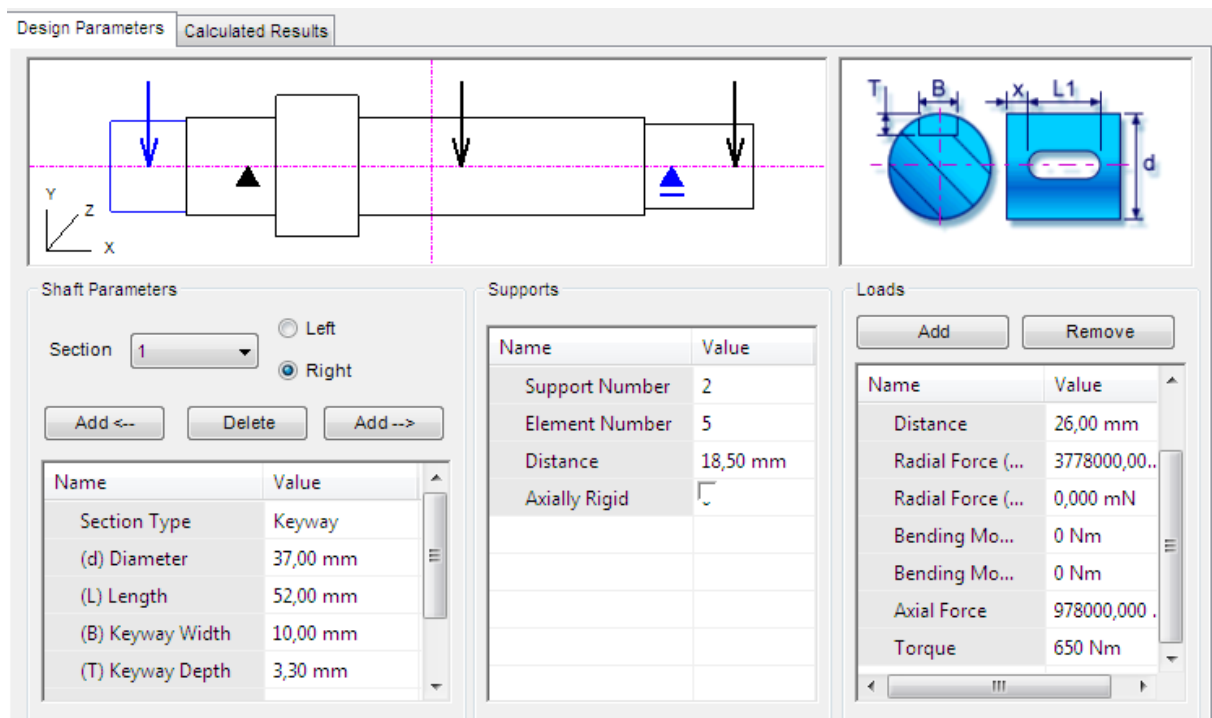 Design Parameters Calculated Results
T B x L1
d
Y
Z
X
Shaft Parameters
Section 1
Left
Right
Add <-- Delete Add -->
Name Value
Section Type Keyway
(d) Diameter 37,00 mm
(L) Length 52,00 mm
(B) Keyway Width 10,00 mm
(T) Keyway Depth 3,30 mm
Supports
Name Value
Support Number 2
Element Number 5
Distance 18,50 mm
Axially Rigid
Loads
Add Remove
Name Value
Distance 26,00 mm
Radial Force (... 3778000,00..
Radial Force (... 0,000 mN
Bending Mo... 0 Nm
Bending Mo... 0 Nm
Axial Force 978000,000 .
Torque 650 Nm